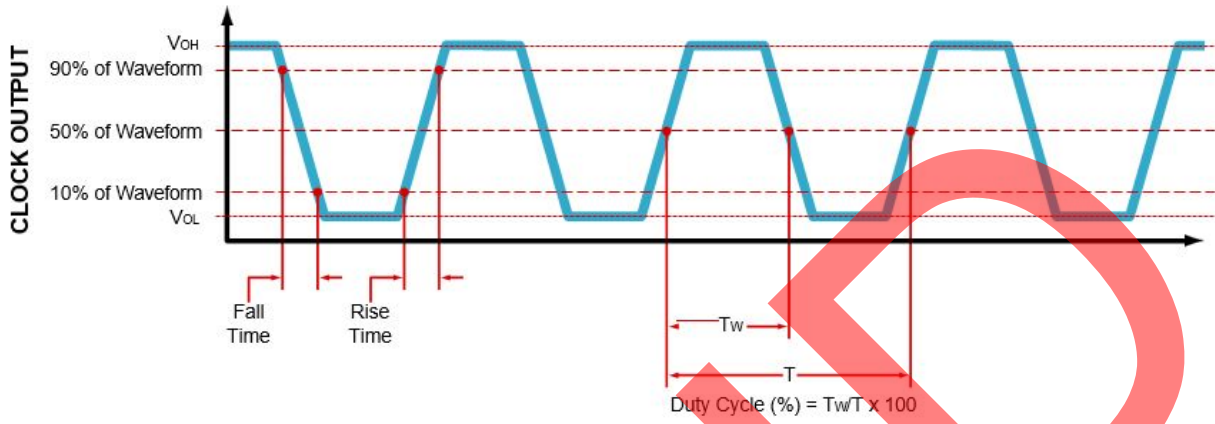 CLOCK OUTPUT
VOH
90% of Waveform
50% of Waveform
10% of Waveform
VOL
Fall
Time
Rise
Time
TW
T
Duty Cycle (%) = TW/T x 100